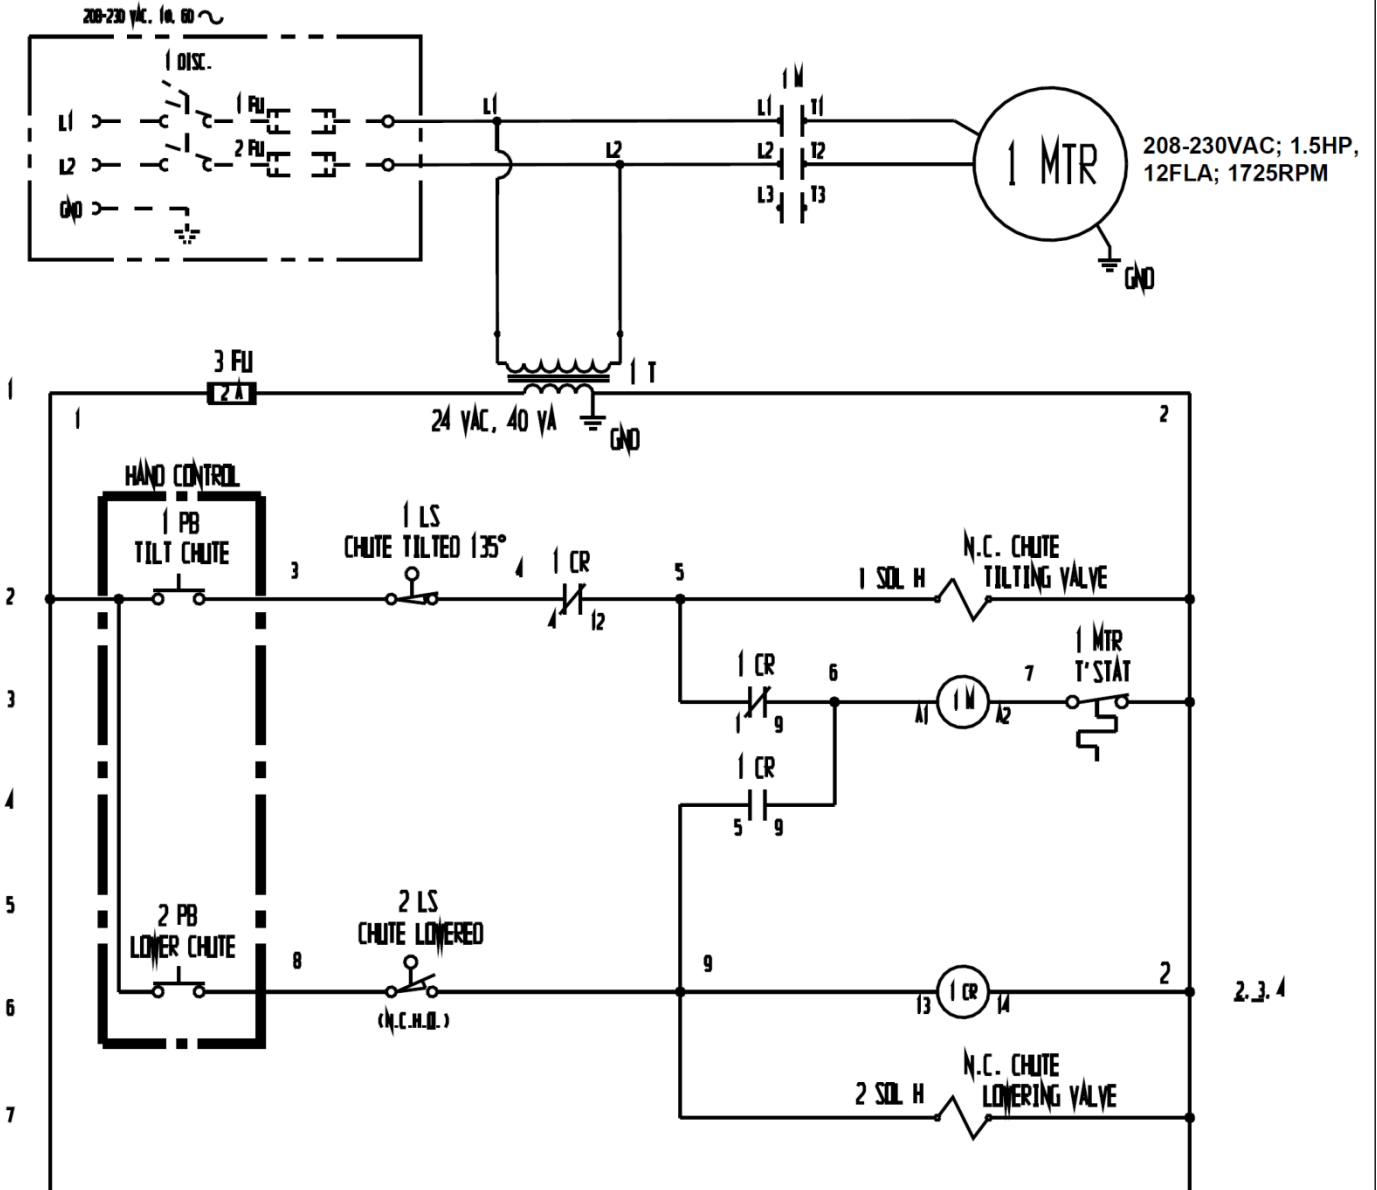 208-230 VAC. 1Ø. 60
1 DISC.
1 FU
L1
2 FU
L2
GND
L1
L2
1 M
L1 T1
L2 T2
L3 T3
1 MTR
208-230VAC; 1.5HP,
12FLA; 1725RPM
GND
3 FU
2 A
1 T
1
1
24 VAC, 40 VA
GND
2
HAND CONTROL
1 PB
TILT CHUTE
1 LS
CHUTE TILTED 135°
3
4
1 CR
4 12
5
1 SOL H
N.C. CHUTE
TILTING VALVE
2
1 MTR
T'STAT
3
1 CR
1 9
6
A1 1 M A2
7
4
1 CR
5 9
5
2 PB
LOWER CHUTE
2 LS
CHUTE LOWERED
8
(N.C.H.O.)
9
13 1 CR 14
2
2, 3, 4
6
N.C. CHUTE
LOWERING VALVE
2 SOL H
7